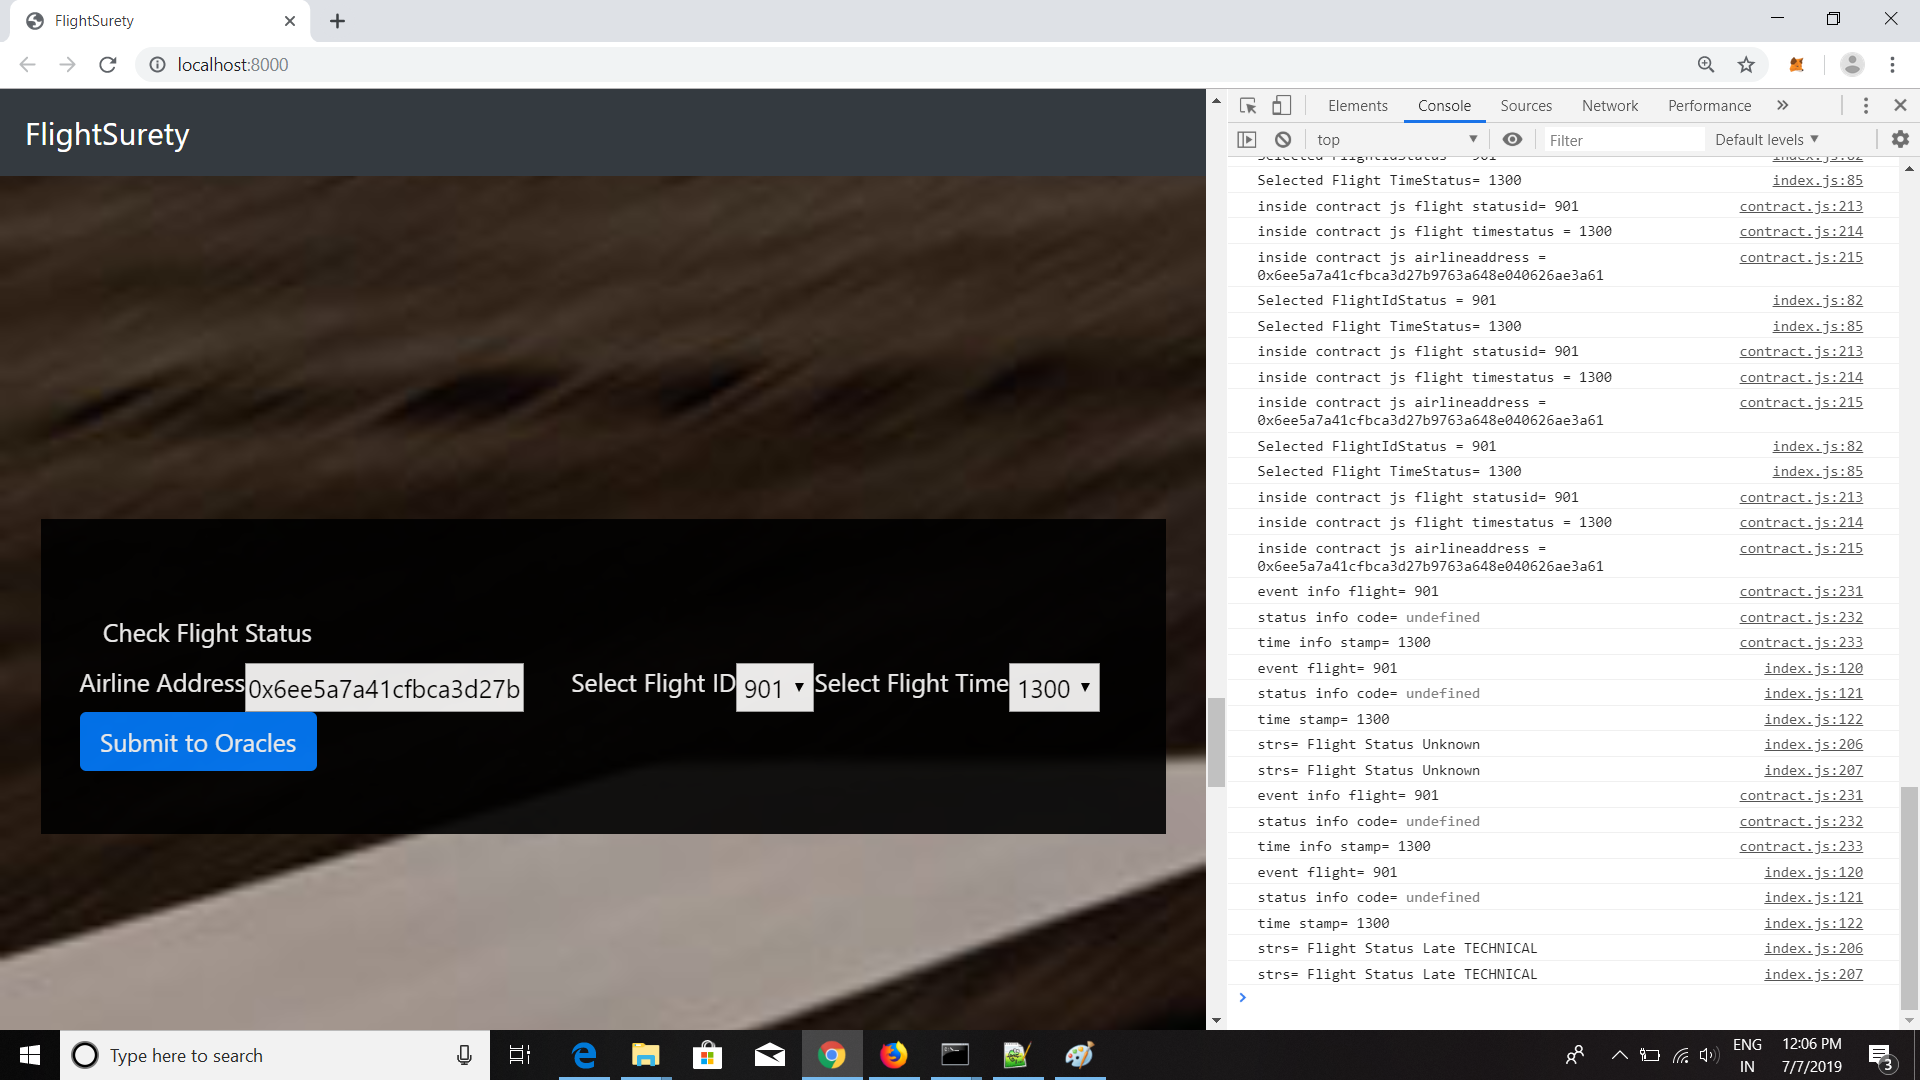 FlightSurety
localhost:8000
FlightSurety
Check Flight Status
Airline Address 0x6ee5a7a41cfbca3d27b Select Flight ID 901 Select Flight Time 1300
Submit to Oracles
Elements Console Sources Network Performance »
top Filter Default levels
Selected FlightIdStatus = 901 index.js:82
Selected Flight TimeStatus= 1300 index.js:85
inside contract js flight statusid= 901 contract.js:213
inside contract js flight timestatus = 1300 contract.js:214
inside contract js airlineaddress = contract.js:215
0x6ee5a7a41cfbca3d27b9763a648e040626ae3a61
Selected FlightIdStatus = 901 index.js:82
Selected Flight TimeStatus= 1300 index.js:85
inside contract js flight statusid= 901 contract.js:213
inside contract js flight timestatus = 1300 contract.js:214
inside contract js airlineaddress = contract.js:215
0x6ee5a7a41cfbca3d27b9763a648e040626ae3a61
Selected FlightIdStatus = 901 index.js:82
Selected Flight TimeStatus= 1300 index.js:85
inside contract js flight statusid= 901 contract.js:213
inside contract js flight timestatus = 1300 contract.js:214
inside contract js airlineaddress = contract.js:215
0x6ee5a7a41cfbca3d27b9763a648e040626ae3a61
event info flight= 901 contract.js:231
status info code= undefined contract.js:232
time info stamp= 1300 contract.js:233
event flight= 901 index.js:120
status info code= undefined index.js:121
time stamp= 1300 index.js:122
strs= Flight Status Unknown index.js:206
strs= Flight Status Unknown index.js:207
event info flight= 901 contract.js:231
status info code= undefined contract.js:232
time info stamp= 1300 contract.js:233
event flight= 901 index.js:120
status info code= undefined index.js:121
time stamp= 1300 index.js:122
strs= Flight Status Late TECHNICAL index.js:206
strs= Flight Status Late TECHNICAL index.js:207
Type here to search
ENG
IN
12:06 PM
7/7/2019
3